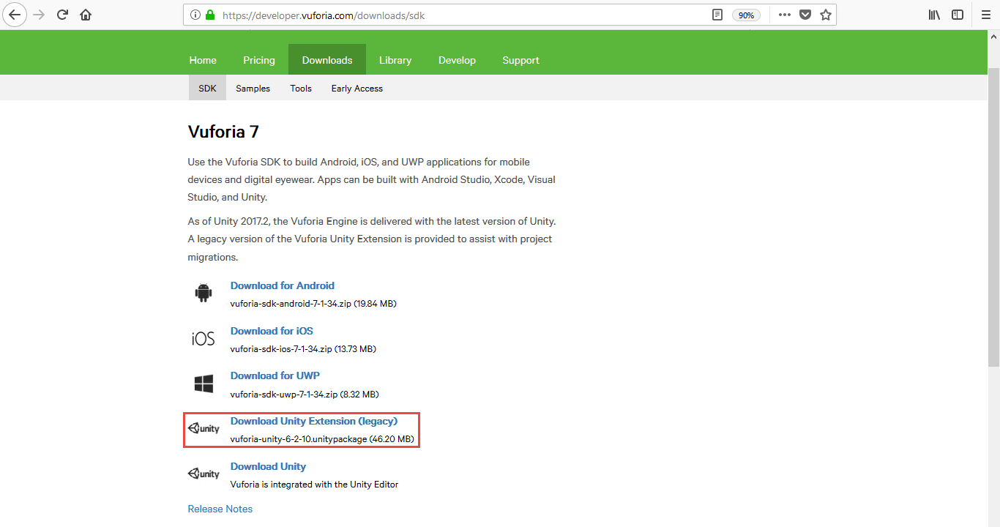 https://developer.vuforia.com/downloads/sdk
90%
Home Pricing Downloads Library Develop Support
SDK Samples Tools Early Access
Vuforia 7
Use the Vuforia SDK to build Android, iOS, and UWP applications for mobile
devices and digital eyewear. Apps can be built with Android Studio, Xcode, Visual
Studio, and Unity.
As of Unity 2017.2, the Vuforia Engine is delivered with the latest version of Unity.
A legacy version of the Vuforia Unity Extension is provided to assist with project
migrations.
Download for Android
vuforia-sdk-android-7-1-34.zip (19.84 MB)
iOS
Download for iOS
vuforia-sdk-ios-7-1-34.zip (13.73 MB)
Download for UWP
vuforia-sdk-uwp-7-1-34.zip (8.32 MB)
unity
Download Unity Extension (legacy)
vuforia-unity-6-2-10.unitypackage (46.20 MB)
unity
Download Unity
Vuforia is integrated with the Unity Editor
Release Notes